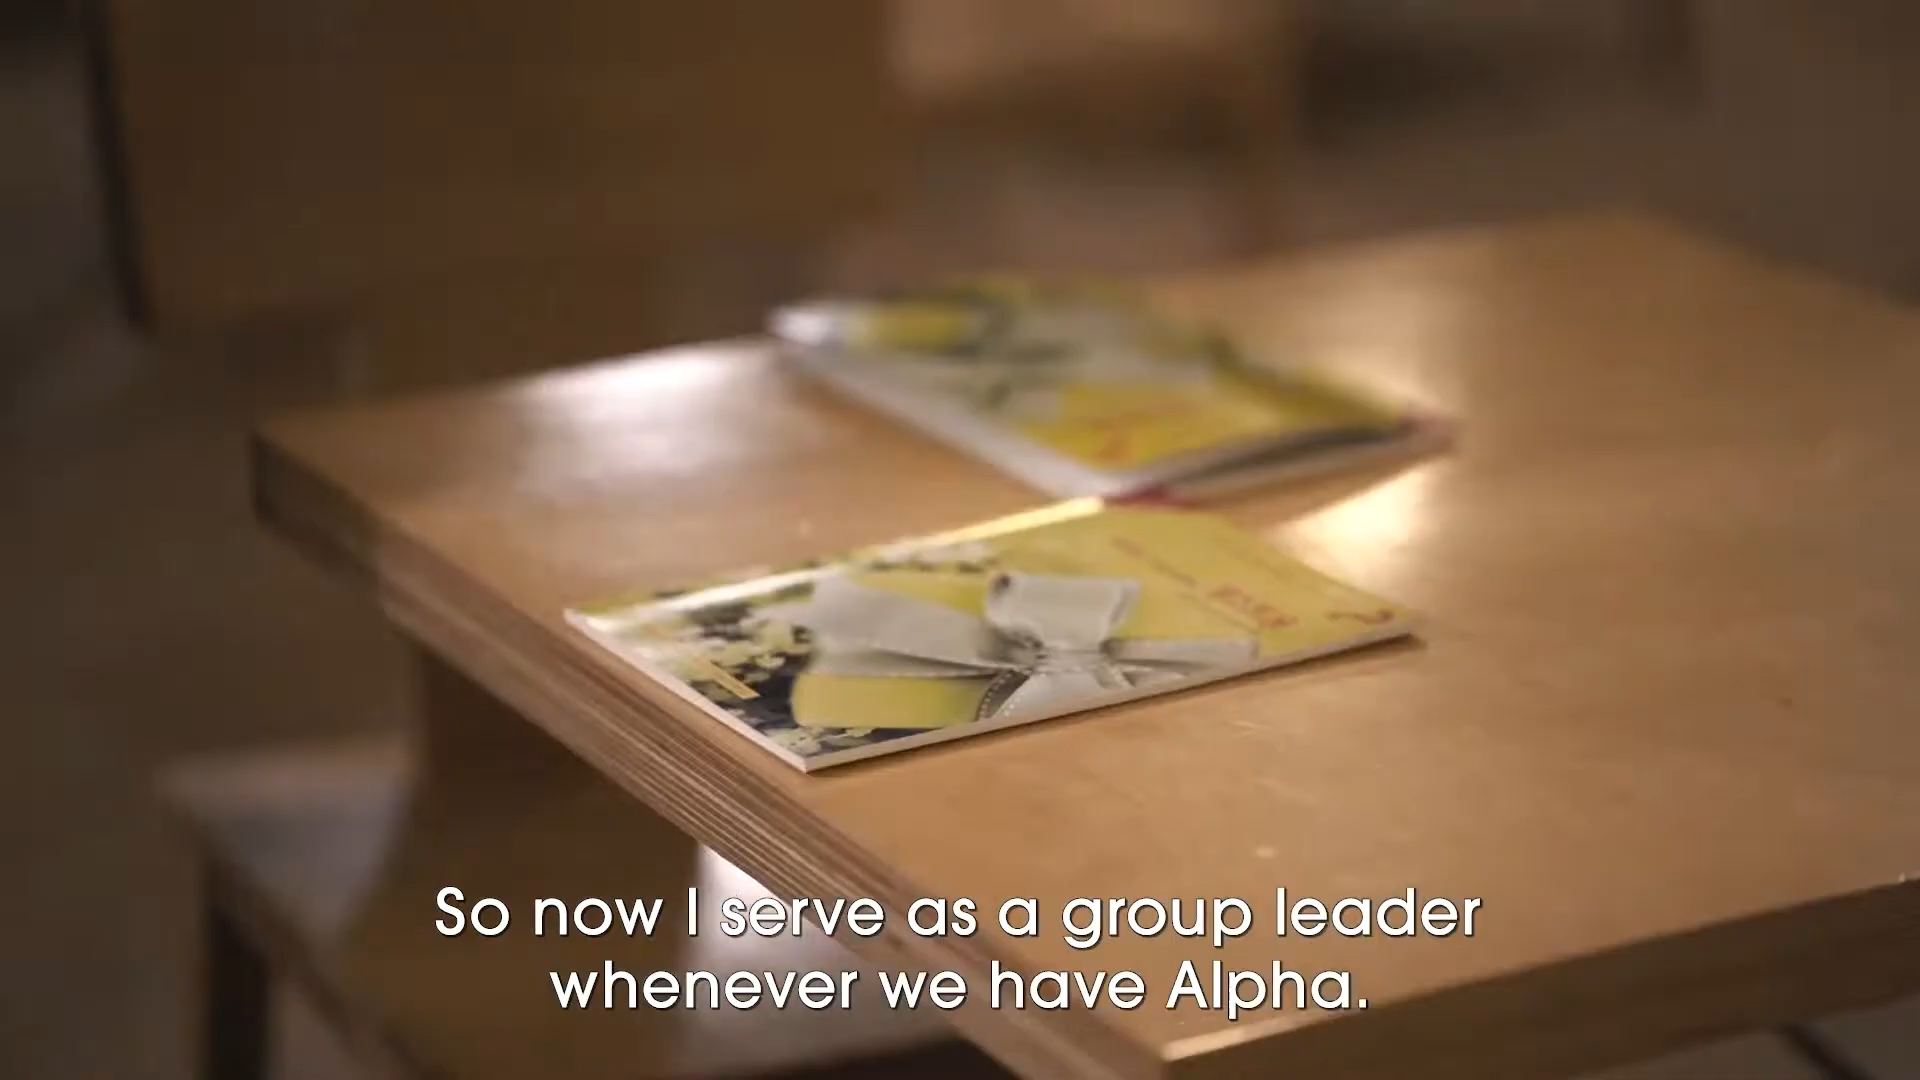 So now I serve as a group leader
whenever we have Alpha.